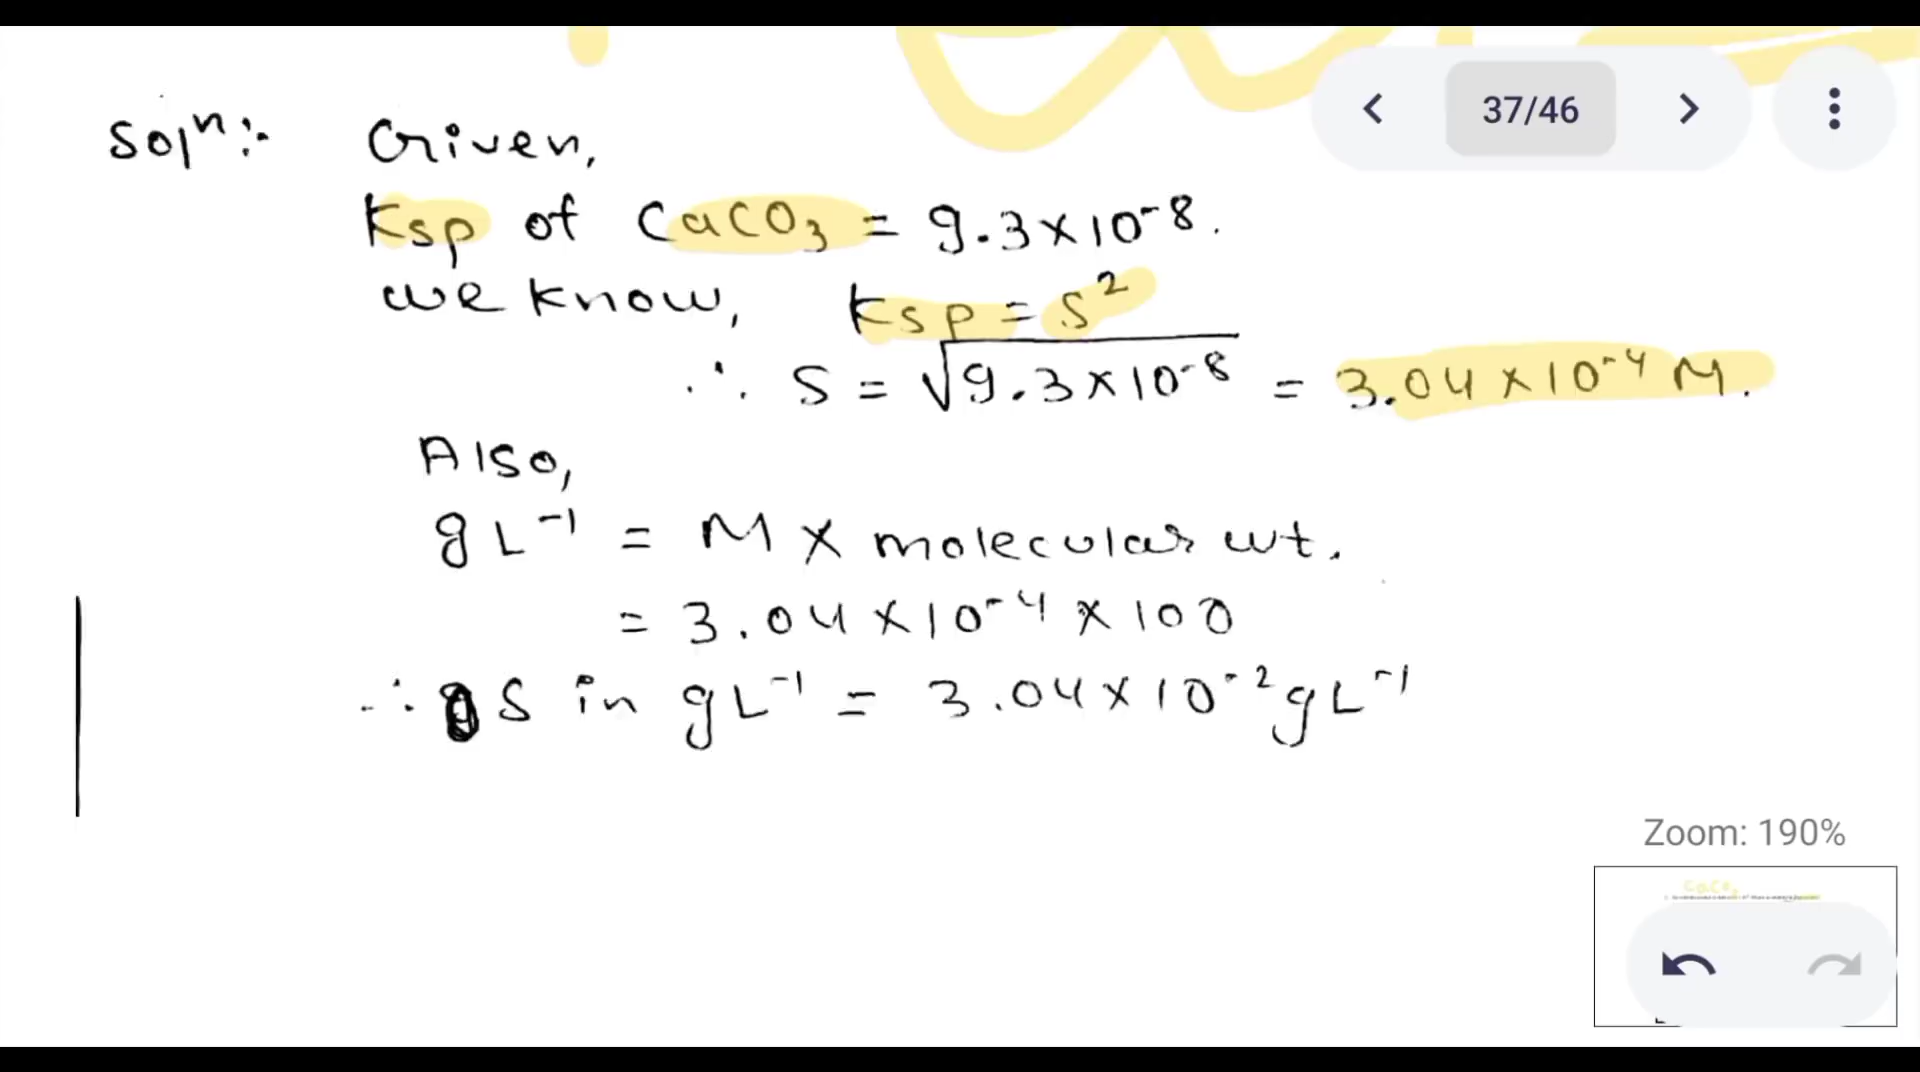 37/46
Solⁿ:- Given,
Ksp of CaCO₃ = 9.3×10⁻⁸.
we know, Ksp = s²
∴ S = √9.3×10⁻⁸ = 3.04×10⁻⁴ M.
Also,
gL⁻¹ = M × molecular wt.
= 3.04×10⁻⁴×100
∴ S in gL⁻¹ = 3.04×10⁻² gL⁻¹
Zoom: 190%
CaCO₃